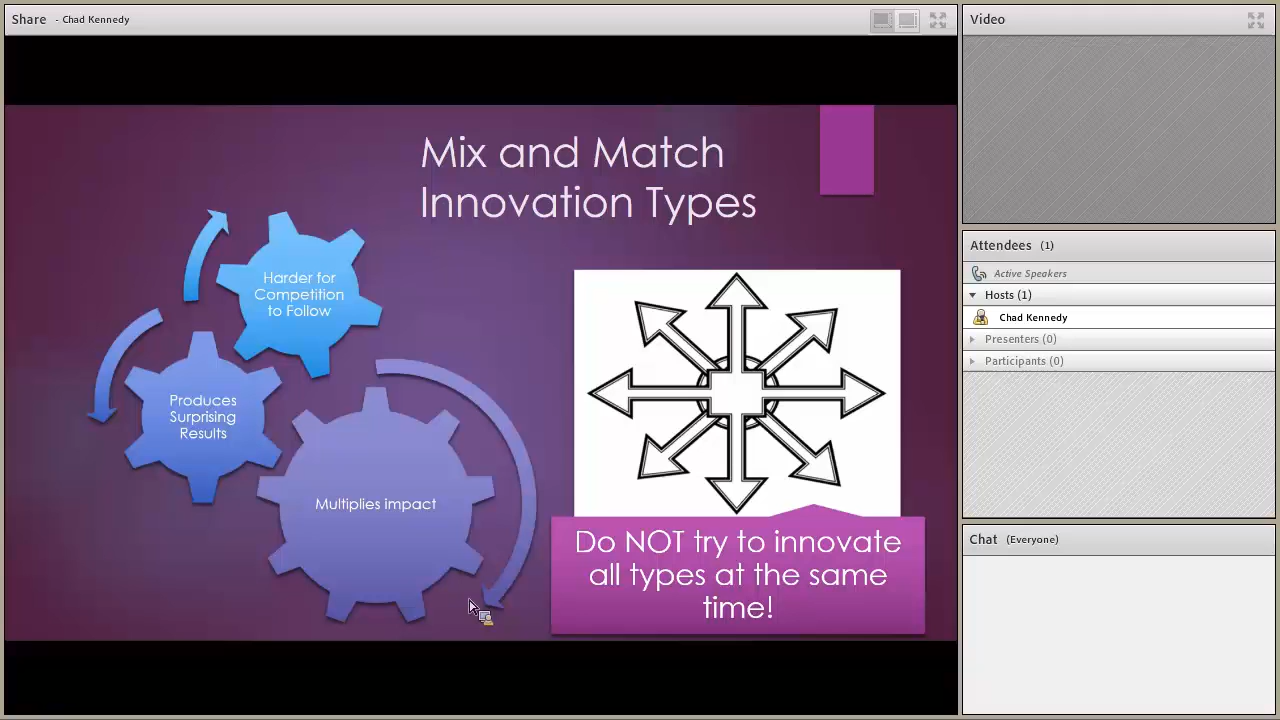 Share - Chad Kennedy
Mix and Match
Innovation Types
Harder for
Competition
to Follow
Produces
Surprising
Results
Multiplies impact
Do NOT try to innovate
all types at the same
time!
Video
Attendees (1)
Active Speakers
Hosts (1)
Chad Kennedy
Presenters (0)
Participants (0)
Chat (Everyone)